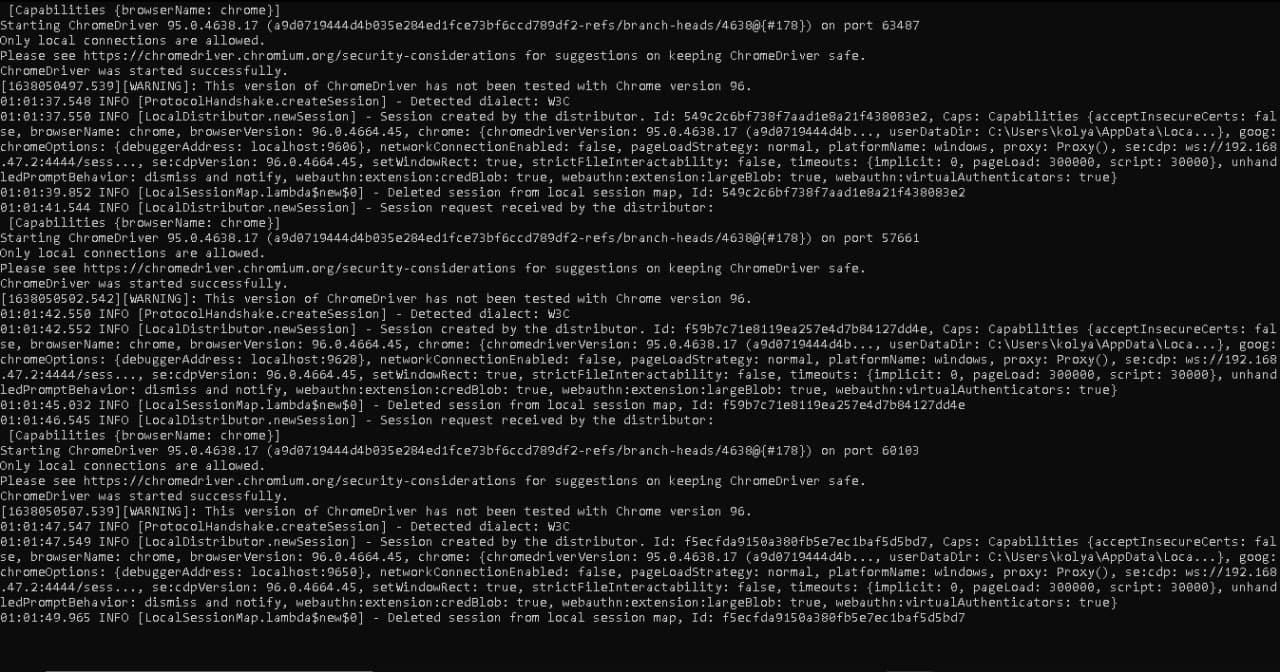 [Capabilities {browserName: chrome}]
Starting ChromeDriver 95.0.4638.17 (a9d0719444d4b035e284ed1fce73bf6ccd789df2-refs/branch-heads/4638@{#178}) on port 63487
Only local connections are allowed.
Please see https://chromedriver.chromium.org/security-considerations for suggestions on keeping ChromeDriver safe.
ChromeDriver was started successfully.
[1638050497.539][WARNING]: This version of ChromeDriver has not been tested with Chrome version 96.
01:01:37.548 INFO [ProtocolHandshake.createSession] - Detected dialect: W3C
01:01:37.550 INFO [LocalDistributor.newSession] - Session created by the distributor. Id: 549c2c6bf738f7aad1e8a21f438083e2, Caps: Capabilities {acceptInsecureCerts: fal
se, browserName: chrome, browserVersion: 96.0.4664.45, chrome: {chromedriverVersion: 95.0.4638.17 (a9d0719444d4b..., userDataDir: C:\Users\kolya\AppData\Loca...}, goog:
chromeOptions: {debuggerAddress: localhost:9606}, networkConnectionEnabled: false, pageLoadStrategy: normal, platformName: windows, proxy: Proxy(), se:cdp: ws://192.168
.47.2:4444/sess..., se:cdpVersion: 96.0.4664.45, setWindowRect: true, strictFileInteractability: false, timeouts: {implicit: 0, pageLoad: 300000, script: 30000}, unhand
ledPromptBehavior: dismiss and notify, webauthn:extension:credBlob: true, webauthn:extension:largeBlob: true, webauthn:virtualAuthenticators: true}
01:01:39.852 INFO [LocalSessionMap.lambda$new$0] - Deleted session from local session map, Id: 549c2c6bf738f7aad1e8a21f438083e2
01:01:41.544 INFO [LocalDistributor.newSession] - Session request received by the distributor:
[Capabilities {browserName: chrome}]
Starting ChromeDriver 95.0.4638.17 (a9d0719444d4b035e284ed1fce73bf6ccd789df2-refs/branch-heads/4638@{#178}) on port 57661
Only local connections are allowed.
Please see https://chromedriver.chromium.org/security-considerations for suggestions on keeping ChromeDriver safe.
ChromeDriver was started successfully.
[1638050502.542][WARNING]: This version of ChromeDriver has not been tested with Chrome version 96.
01:01:42.550 INFO [ProtocolHandshake.createSession] - Detected dialect: W3C
01:01:42.552 INFO [LocalDistributor.newSession] - Session created by the distributor. Id: f59b7c71e8119ea257e4d7b84127dd4e, Caps: Capabilities {acceptInsecureCerts: fal
se, browserName: chrome, browserVersion: 96.0.4664.45, chrome: {chromedriverVersion: 95.0.4638.17 (a9d0719444d4b..., userDataDir: C:\Users\kolya\AppData\Loca...}, goog:
chromeOptions: {debuggerAddress: localhost:9628}, networkConnectionEnabled: false, pageLoadStrategy: normal, platformName: windows, proxy: Proxy(), se:cdp: ws://192.168
.47.2:4444/sess..., se:cdpVersion: 96.0.4664.45, setWindowRect: true, strictFileInteractability: false, timeouts: {implicit: 0, pageLoad: 300000, script: 30000}, unhand
ledPromptBehavior: dismiss and notify, webauthn:extension:credBlob: true, webauthn:extension:largeBlob: true, webauthn:virtualAuthenticators: true}
01:01:45.032 INFO [LocalSessionMap.lambda$new$0] - Deleted session from local session map, Id: f59b7c71e8119ea257e4d7b84127dd4e
01:01:46.545 INFO [LocalDistributor.newSession] - Session request received by the distributor:
[Capabilities {browserName: chrome}]
Starting ChromeDriver 95.0.4638.17 (a9d0719444d4b035e284ed1fce73bf6ccd789df2-refs/branch-heads/4638@{#178}) on port 60103
Only local connections are allowed.
Please see https://chromedriver.chromium.org/security-considerations for suggestions on keeping ChromeDriver safe.
ChromeDriver was started successfully.
[1638050507.539][WARNING]: This version of ChromeDriver has not been tested with Chrome version 96.
01:01:47.547 INFO [ProtocolHandshake.createSession] - Detected dialect: W3C
01:01:47.549 INFO [LocalDistributor.newSession] - Session created by the distributor. Id: f5ecfda9150a380fb5e7ec1baf5d5bd7, Caps: Capabilities {acceptInsecureCerts: fal
se, browserName: chrome, browserVersion: 96.0.4664.45, chrome: {chromedriverVersion: 95.0.4638.17 (a9d0719444d4b..., userDataDir: C:\Users\kolya\AppData\Loca...}, goog:
chromeOptions: {debuggerAddress: localhost:9650}, networkConnectionEnabled: false, pageLoadStrategy: normal, platformName: windows, proxy: Proxy(), se:cdp: ws://192.168
.47.2:4444/sess..., se:cdpVersion: 96.0.4664.45, setWindowRect: true, strictFileInteractability: false, timeouts: {implicit: 0, pageLoad: 300000, script: 30000}, unhand
ledPromptBehavior: dismiss and notify, webauthn:extension:credBlob: true, webauthn:extension:largeBlob: true, webauthn:virtualAuthenticators: true}
01:01:49.965 INFO [LocalSessionMap.lambda$new$0] - Deleted session from local session map, Id: f5ecfda9150a380fb5e7ec1baf5d5bd7